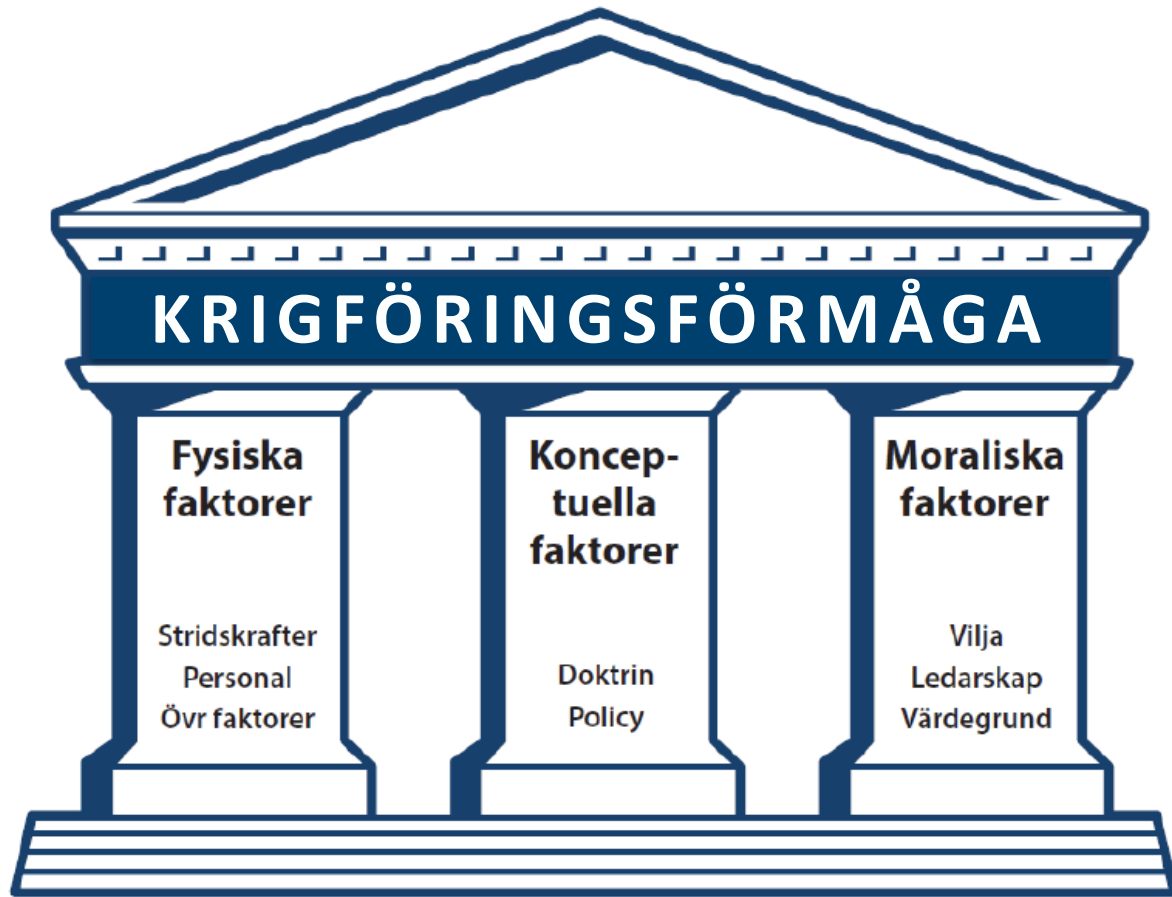 KRIGFÖRINGSFÖRMÅGA
Fysiska
faktorer
Stridskrafter
Personal
Övr faktorer
Koncep-
tuella
faktorer
Doktrin
Policy
Moraliska
faktorer
Vilja
Ledarskap
Värdegrund